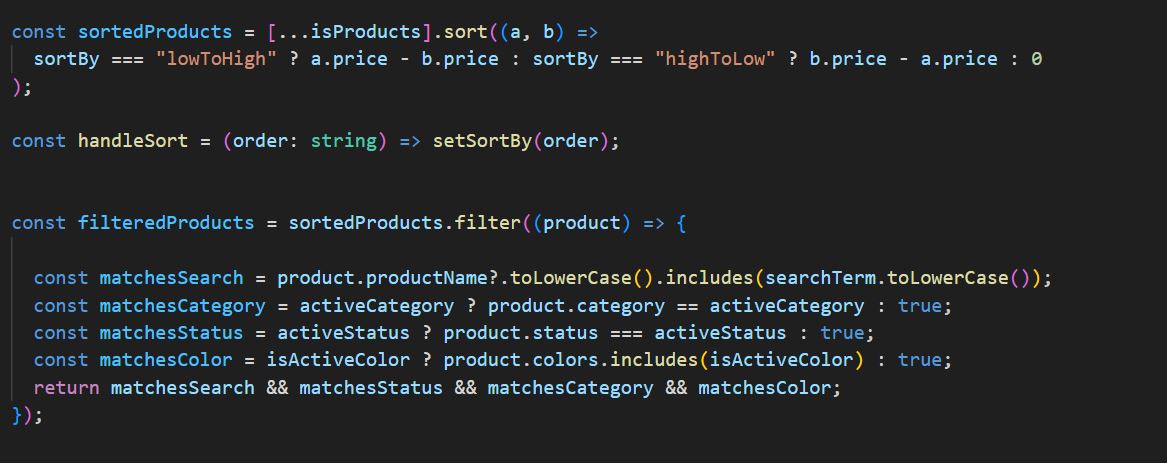 const sortedProducts = [...isProducts].sort((a, b) =>
sortBy === "lowToHigh" ? a.price - b.price : sortBy === "highToLow" ? b.price - a.price : 0
);
const handleSort = (order: string) => setSortBy(order);
const filteredProducts = sortedProducts.filter((product) => {
const matchesSearch = product.productName?.toLowerCase().includes(searchTerm.toLowerCase());
const matchesCategory = activeCategory ? product.category == activeCategory : true;
const matchesStatus = activeStatus ? product.status === activeStatus : true;
const matchesColor = isActiveColor ? product.colors.includes(isActiveColor) : true;
return matchesSearch && matchesStatus && matchesCategory && matchesColor;
});